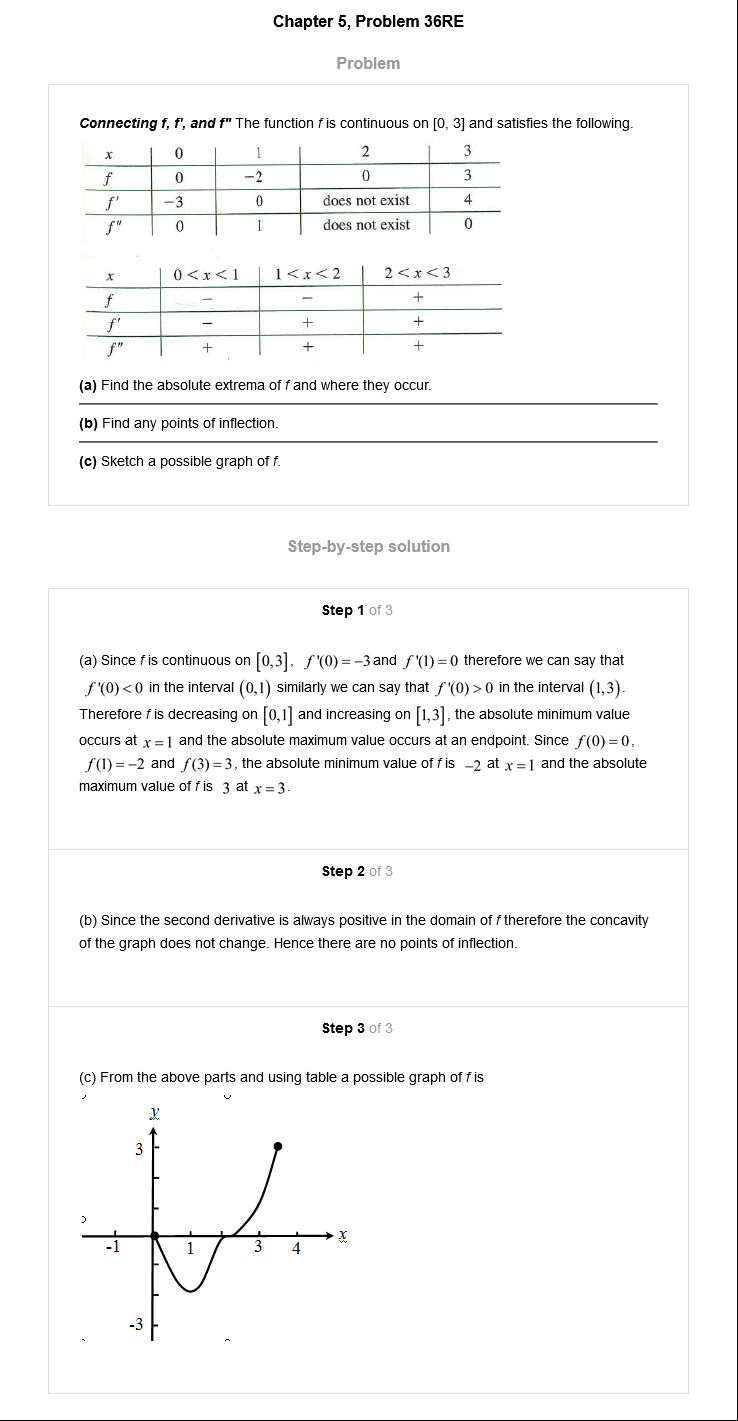 Chapter 5, Problem 36RE
Problem
Connecting f, f', and f" The function f is continuous on [0, 3] and satisfies the following.
x 0 1 2 3
f 0 −2 0 3
f' −3 0 does not exist 4
f" 0 1 does not exist 0
x 0 < x < 1 1 < x < 2 2 < x < 3
f − − +
f' − + +
f" + + +
(a) Find the absolute extrema of f and where they occur.
(b) Find any points of inflection.
(c) Sketch a possible graph of f.
Step-by-step solution
Step 1 of 3
(a) Since f is continuous on [0,3], f'(0) = −3 and f'(1) = 0 therefore we can say that
f'(0) < 0 in the interval (0,1) similarly we can say that f'(0) > 0 in the interval (1,3).
Therefore f is decreasing on [0,1] and increasing on [1,3], the absolute minimum value
occurs at x = 1 and the absolute maximum value occurs at an endpoint. Since f(0) = 0,
f(1) = −2 and f(3) = 3, the absolute minimum value of f is −2 at x = 1 and the absolute
maximum value of f is 3 at x = 3.
Step 2 of 3
(b) Since the second derivative is always positive in the domain of f therefore the concavity
of the graph does not change. Hence there are no points of inflection.
Step 3 of 3
(c) From the above parts and using table a possible graph of f is
y
3
x
-1 1 3 4
-3